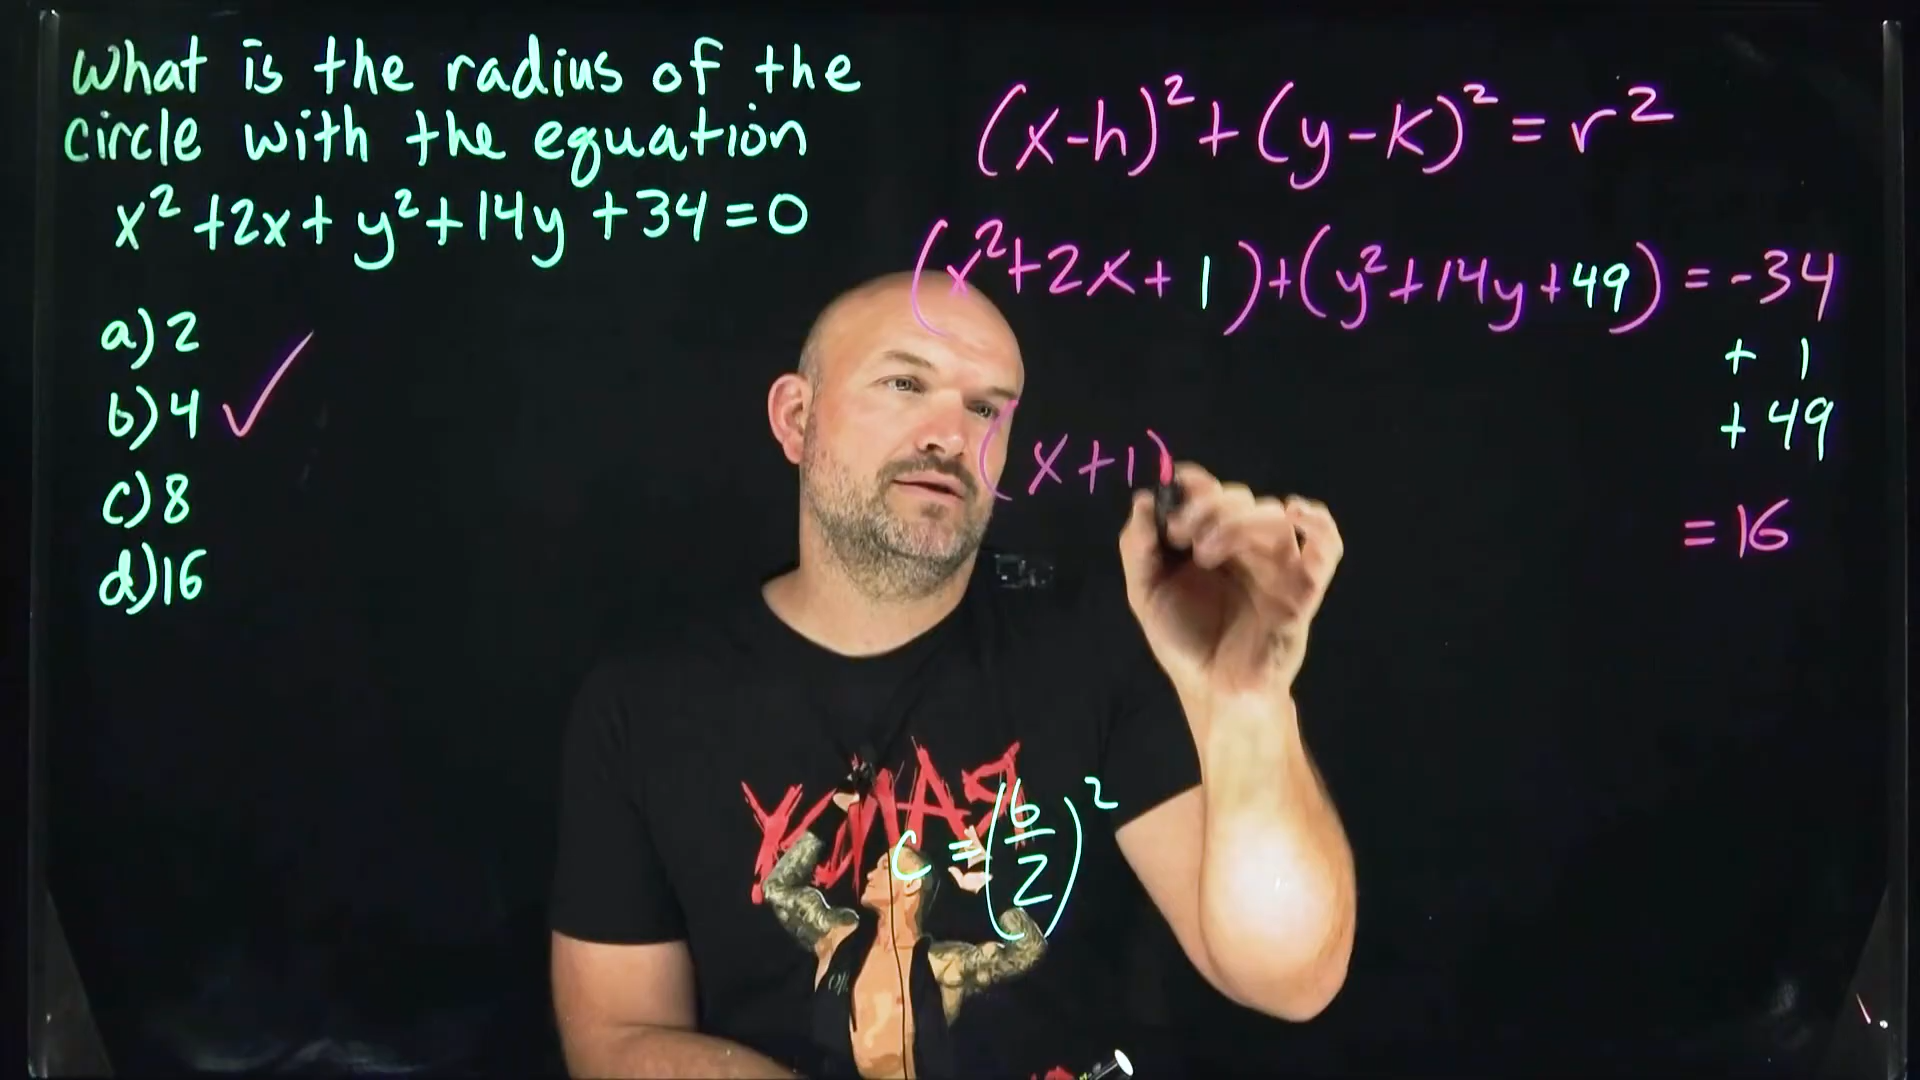 What is the radius of the
circle with the equation
x² + 2x + y² + 14y + 34 = 0
a) 2
b) 4 ✓
c) 8
d) 16
(x-h)² + (y-k)² = r²
(x² + 2x + 1) + (y² + 14y + 49) = -34
+ 1
+ 49
(x+1)
= 16
c = (b/2)²